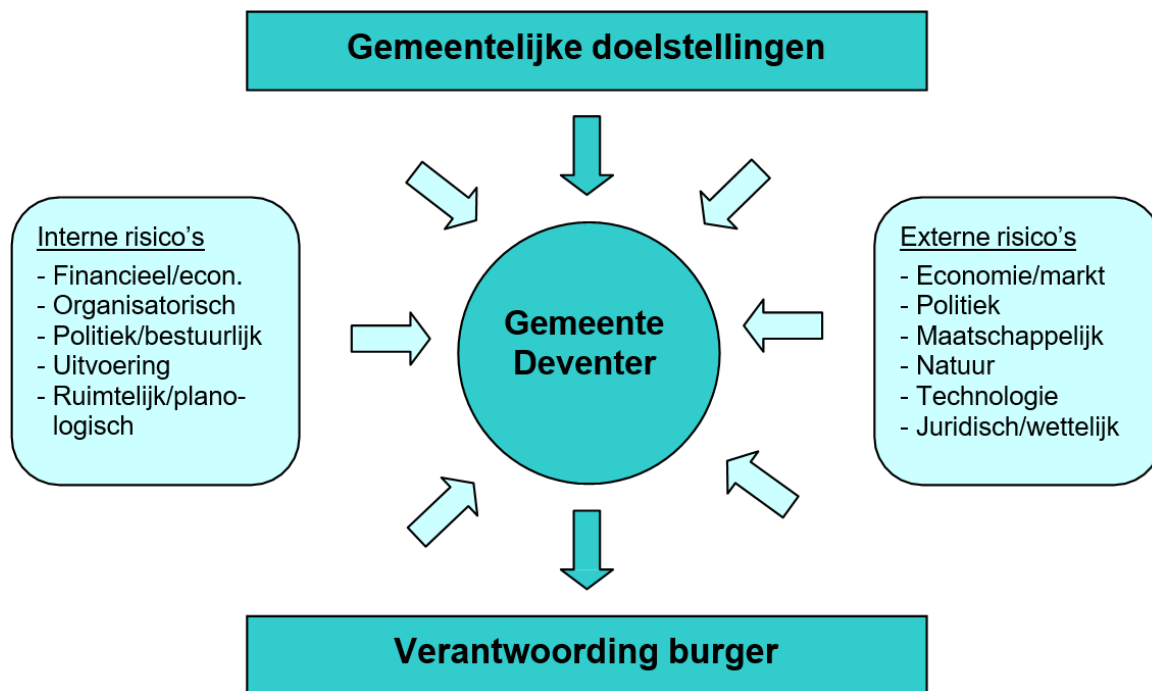 Gemeentelijke doelstellingen
Interne risico's
- Financieel/econ.
- Organisatorisch
- Politiek/bestuurlijk
- Uitvoering
- Ruimtelijk/plano-
logisch
Gemeente
Deventer
Externe risico's
- Economie/markt
- Politiek
- Maatschappelijk
- Natuur
- Technologie
- Juridisch/wettelijk
Verantwoording burger